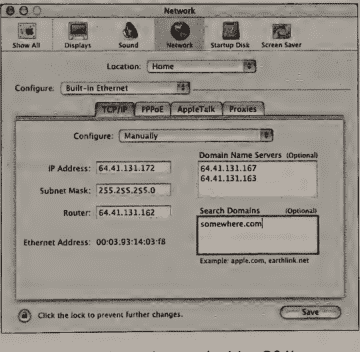 Network
Show All Displays Sound Network Startup Disk Screen Saver
Location: Home
Configure: Built-in Ethernet
TCP/IP PPPoE AppleTalk Proxies
Configure: Manually
Domain Name Servers (Optional)
IP Address: 64.41.131.172
64.41.131.167
64.41.131.163
Subnet Mask: 255.255.255.0
Router: 64.41.131.162
Search Domains (Optional)
somewhere.com
Ethernet Address: 00:03:93:14:03:f8
Example: apple.com, earthlink.net
Click the lock to prevent further changes.
Save